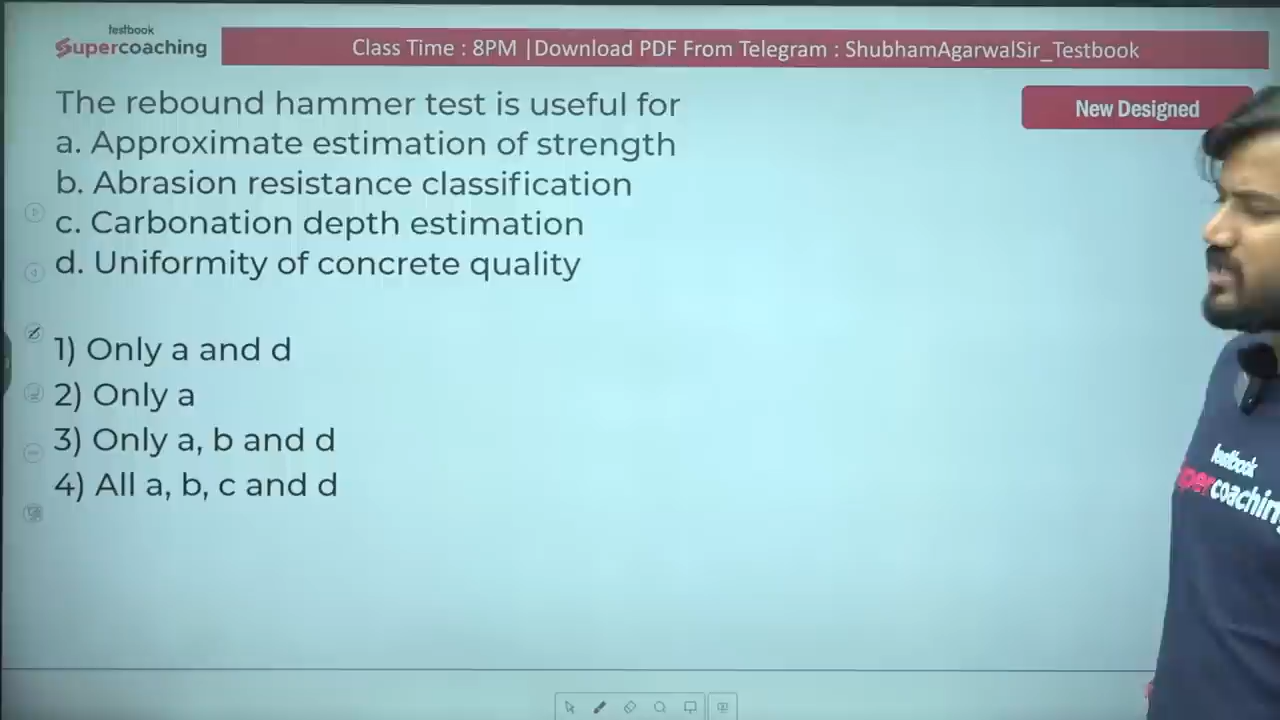 testbook
Supercoaching
Class Time : 8PM |Download PDF From Telegram : ShubhamAgarwalSir_Testbook
New Designed
The rebound hammer test is useful for
a. Approximate estimation of strength
b. Abrasion resistance classification
c. Carbonation depth estimation
d. Uniformity of concrete quality
1) Only a and d
2) Only a
3) Only a, b and d
4) All a, b, c and d
testbook
percoaching